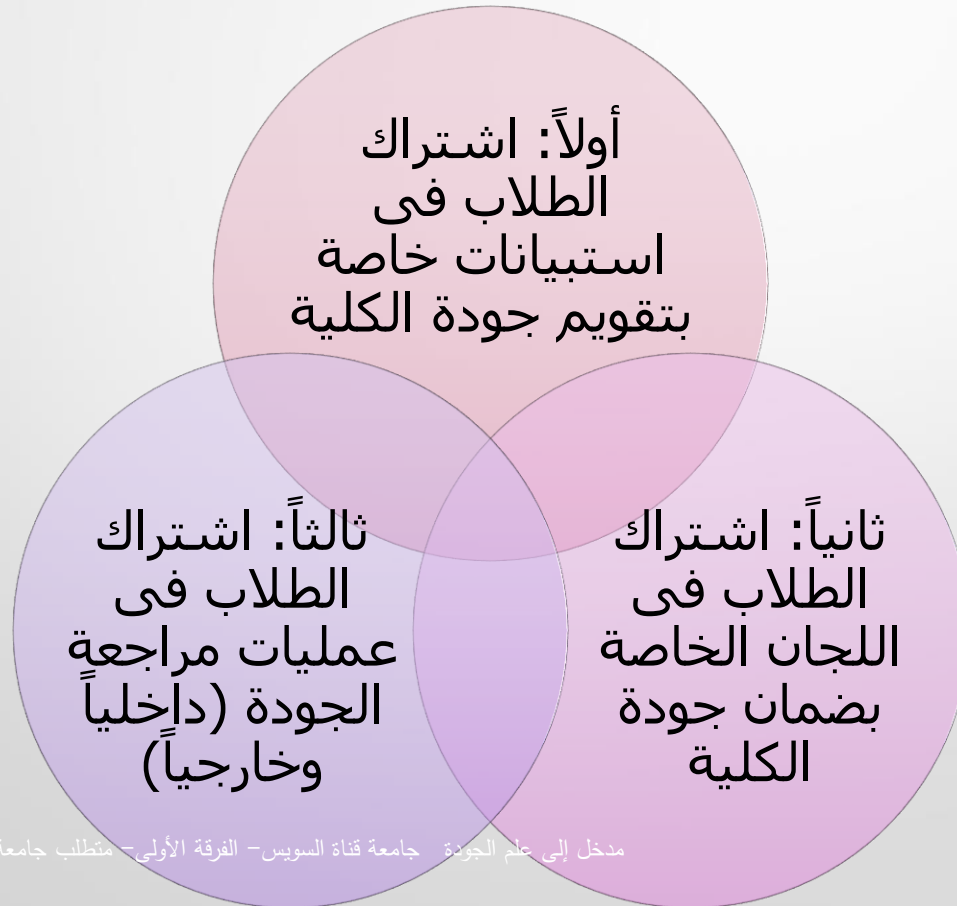 أولاً: اشتراك
الطلاب فى
استبيانات خاصة
بتقويم جودة الكلية
ثانياً: اشتراك
الطلاب فى
اللجان الخاصة
بضمان جودة
الكلية
ثالثاً: اشتراك
الطلاب فى
عمليات مراجعة
الجودة (داخلياً
وخارجياً)
مدخل إلى علم الجودة جامعة قناة السويس– الفرقة الأولى– متطلب جامعة